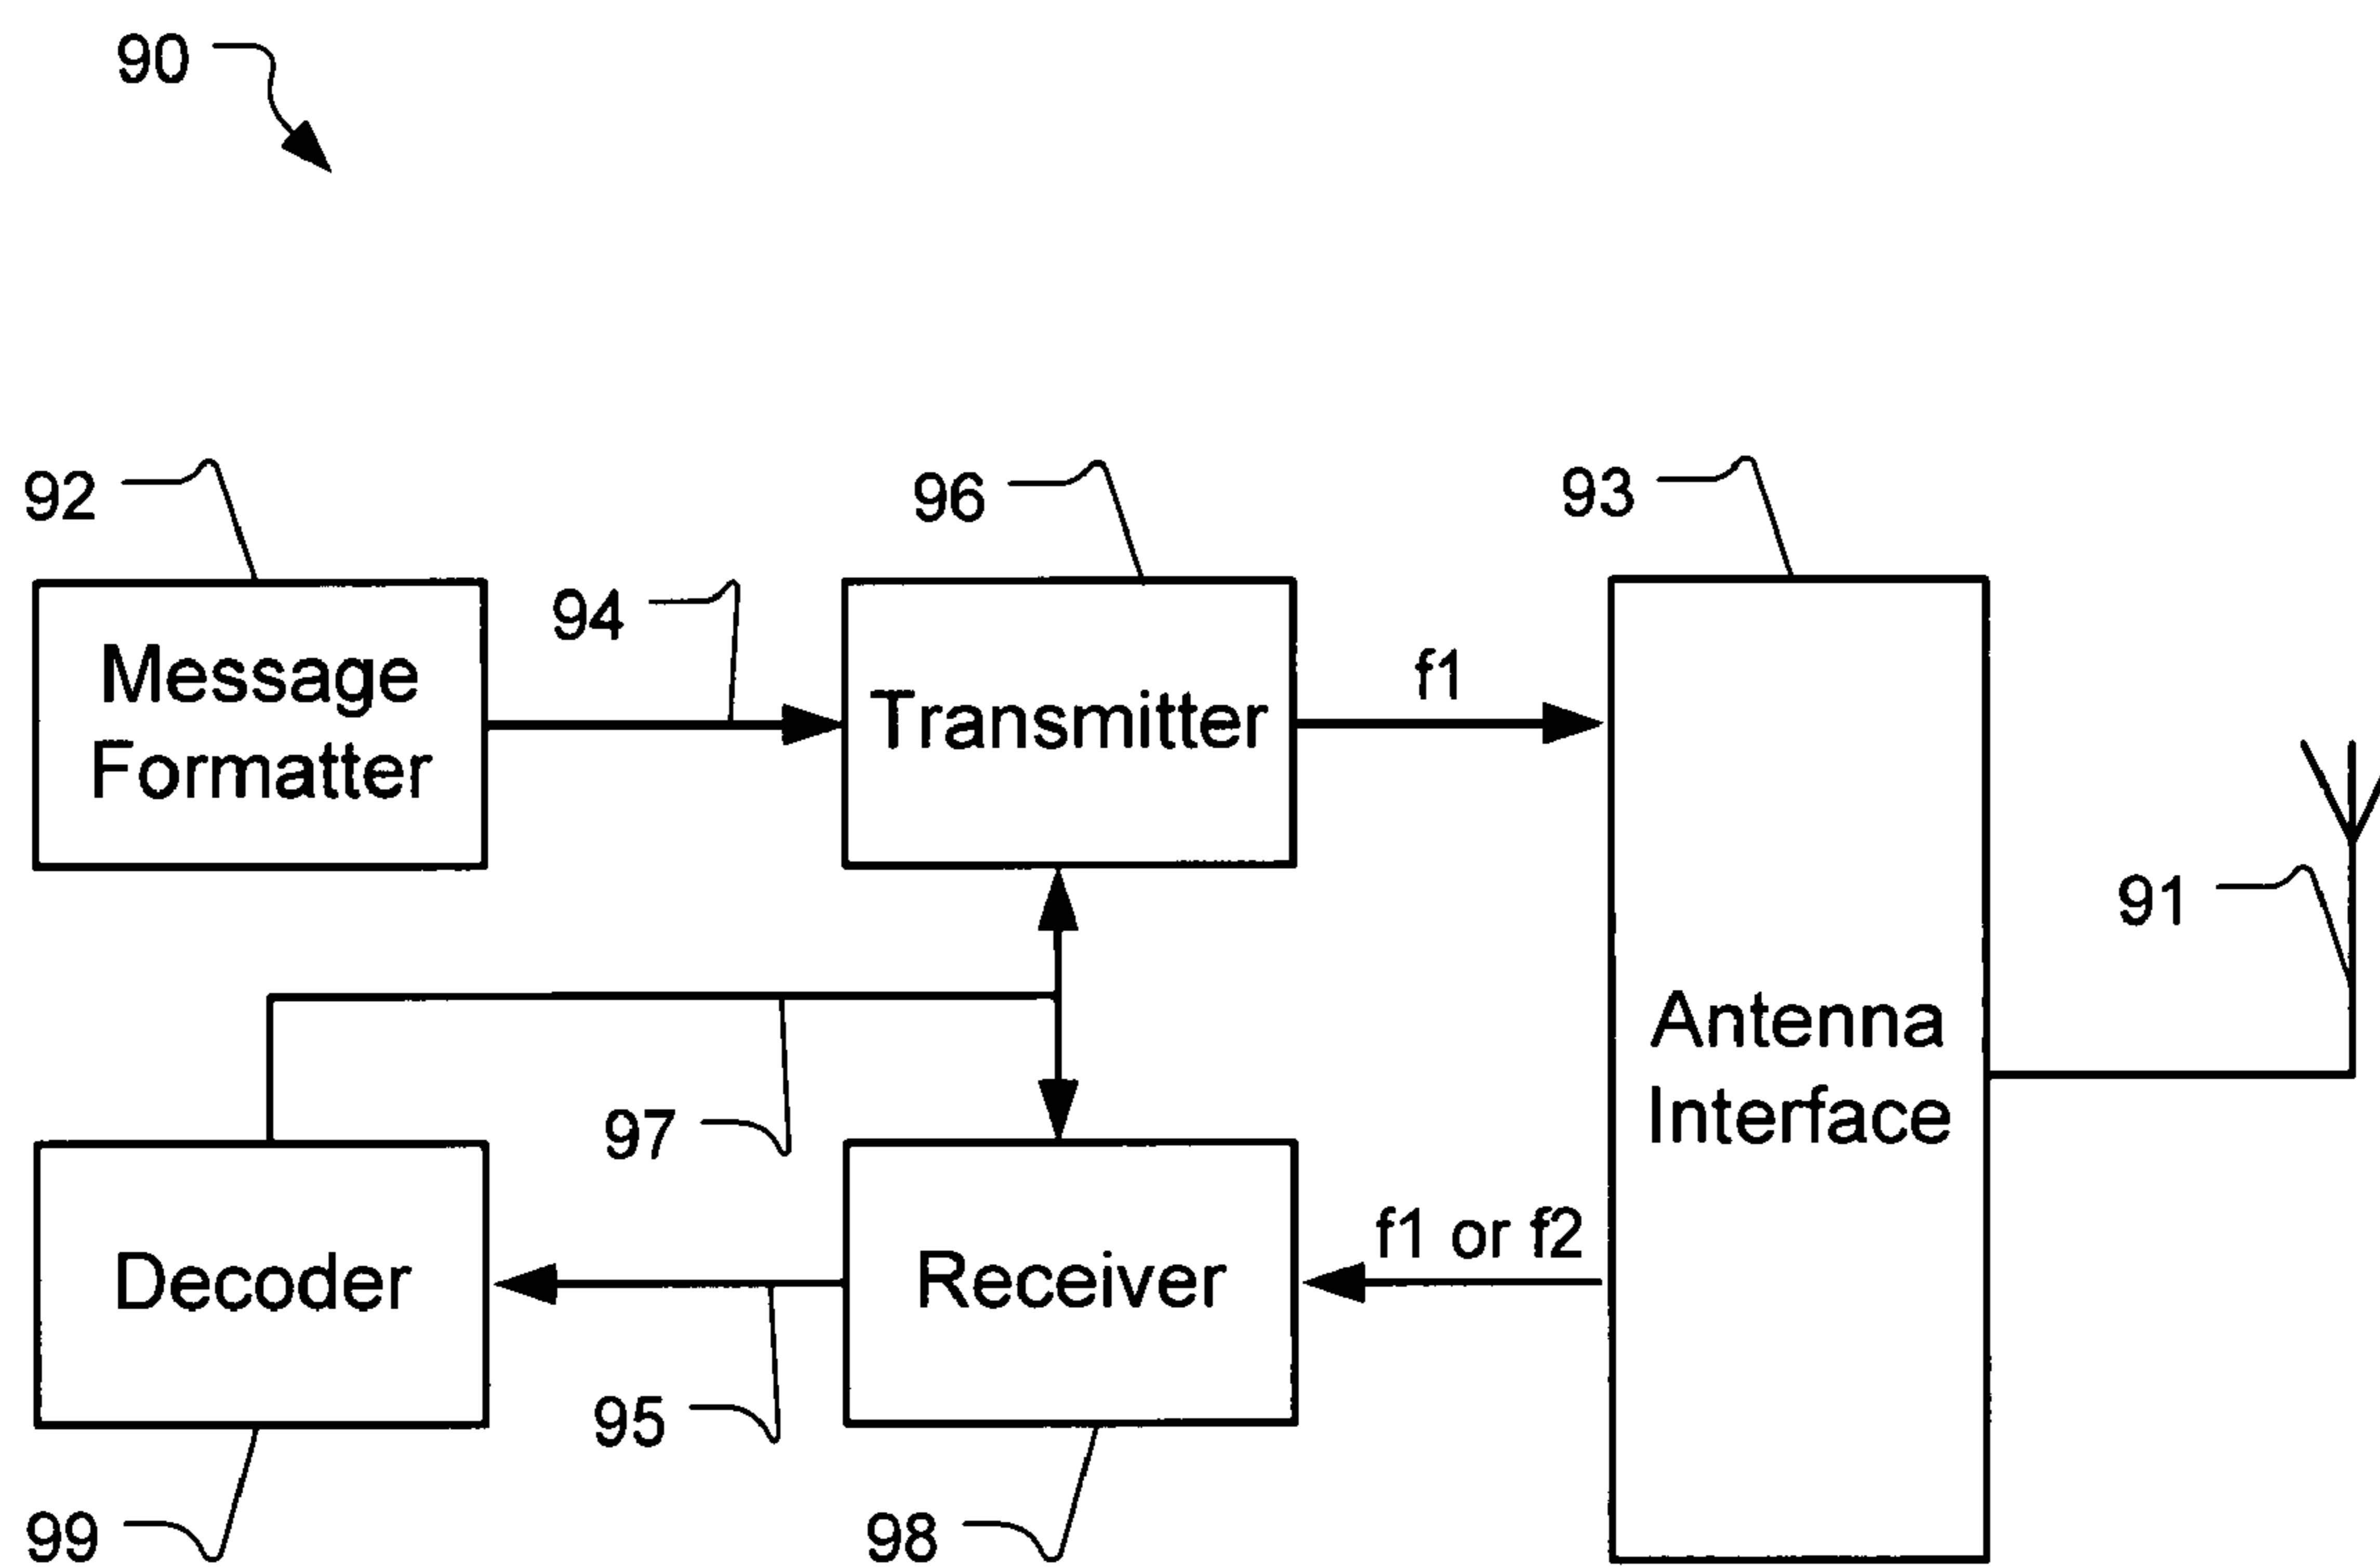 90
92
96
93
94
Message
Formatter
Transmitter
f1
91
Antenna
Interface
97
f1 or f2
Decoder
Receiver
95
99
98